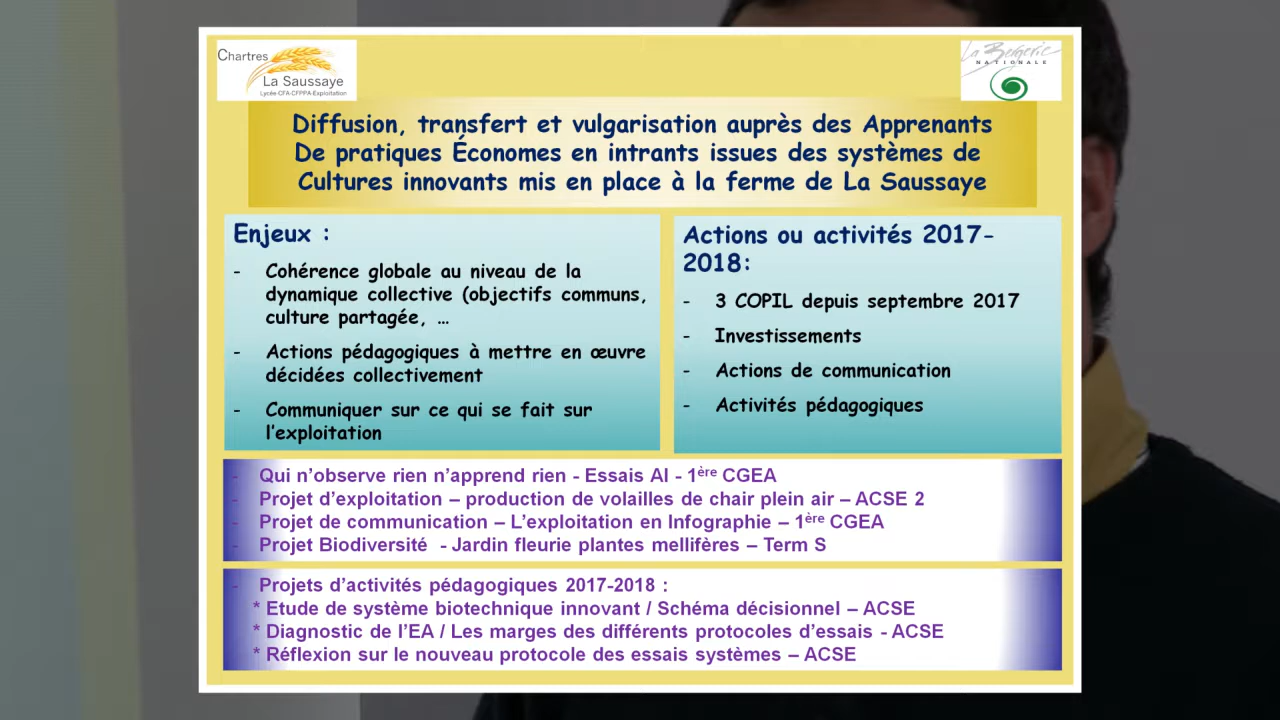 Chartres
La Saussaye
Lycée-CFA-CFPPA-Exploitation
La Bergerie
NATIONALE
Diffusion, transfert et vulgarisation auprès des Apprenants
De pratiques Économes en intrants issues des systèmes de
Cultures innovants mis en place à la ferme de La Saussaye
Enjeux :
- Cohérence globale au niveau de la
dynamique collective (objectifs communs,
culture partagée, …
- Actions pédagogiques à mettre en œuvre
décidées collectivement
- Communiquer sur ce qui se fait sur
l’exploitation
Actions ou activités 2017-
2018:
- 3 COPIL depuis septembre 2017
- Investissements
- Actions de communication
- Activités pédagogiques
- Qui n’observe rien n’apprend rien - Essais AI - 1ère CGEA
- Projet d’exploitation – production de volailles de chair plein air – ACSE 2
- Projet de communication – L’exploitation en Infographie – 1ère CGEA
- Projet Biodiversité - Jardin fleurie plantes mellifères – Term S
- Projets d’activités pédagogiques 2017-2018 :
* Etude de système biotechnique innovant / Schéma décisionnel – ACSE
* Diagnostic de l’EA / Les marges des différents protocoles d’essais - ACSE
* Réflexion sur le nouveau protocole des essais systèmes – ACSE